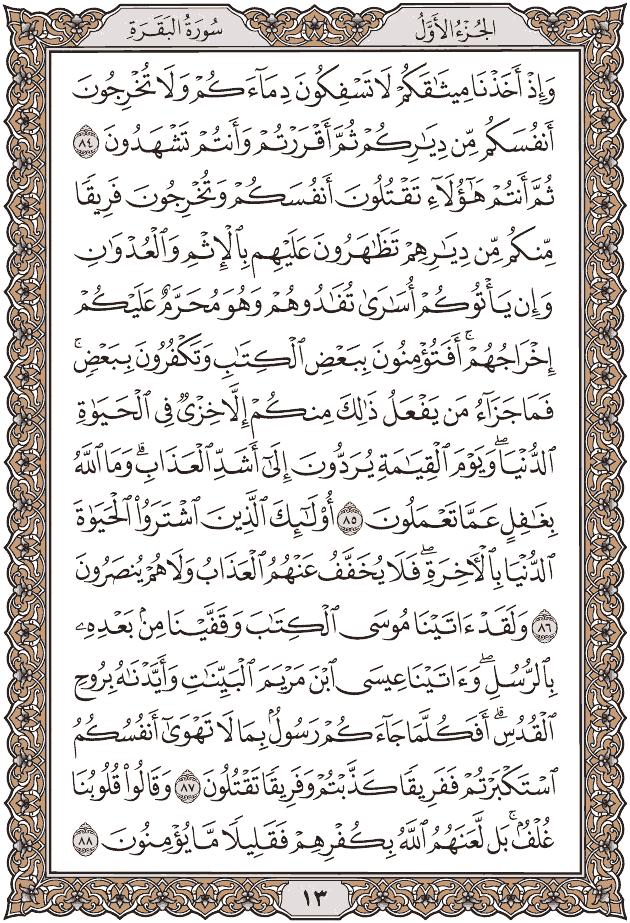 الجُزْءُ الأَوَّلُ
سُورَةُ البَقَرَةِ
وَإِذْ أَخَذْنَا مِيثَٰقَكُمْ لَا تَسْفِكُونَ دِمَآءَكُمْ وَلَا تُخْرِجُونَ
أَنفُسَكُم مِّن دِيَٰرِكُمْ ثُمَّ أَقْرَرْتُمْ وَأَنتُمْ تَشْهَدُونَ ٨٤
ثُمَّ أَنتُمْ هَٰٓؤُلَآءِ تَقْتُلُونَ أَنفُسَكُمْ وَتُخْرِجُونَ فَرِيقًا
مِّنكُم مِّن دِيَٰرِهِمْ تَظَٰهَرُونَ عَلَيْهِم بِٱلْإِثْمِ وَٱلْعُدْوَٰنِ
وَإِن يَأْتُوكُمْ أُسَٰرَىٰ تُفَٰدُوهُمْ وَهُوَ مُحَرَّمٌ عَلَيْكُمْ
إِخْرَاجُهُمْۚ أَفَتُؤْمِنُونَ بِبَعْضِ ٱلْكِتَٰبِ وَتَكْفُرُونَ بِبَعْضٍۚ
فَمَا جَزَآءُ مَن يَفْعَلُ ذَٰلِكَ مِنكُمْ إِلَّا خِزْىٌ فِى ٱلْحَيَوٰةِ
ٱلدُّنْيَاۖ وَيَوْمَ ٱلْقِيَٰمَةِ يُرَدُّونَ إِلَىٰٓ أَشَدِّ ٱلْعَذَابِۗ وَمَا ٱللَّهُ
بِغَٰفِلٍ عَمَّا تَعْمَلُونَ ٨٥ أُو۟لَٰٓئِكَ ٱلَّذِينَ ٱشْتَرَوُا۟ ٱلْحَيَوٰةَ
ٱلدُّنْيَا بِٱلْءَاخِرَةِۖ فَلَا يُخَفَّفُ عَنْهُمُ ٱلْعَذَابُ وَلَا هُمْ يُنصَرُونَ
٨٦ وَلَقَدْ ءَاتَيْنَا مُوسَى ٱلْكِتَٰبَ وَقَفَّيْنَا مِنۢ بَعْدِهِۦ
بِٱلرُّسُلِۖ وَءَاتَيْنَا عِيسَى ٱبْنَ مَرْيَمَ ٱلْبَيِّنَٰتِ وَأَيَّدْنَٰهُ بِرُوحِ
ٱلْقُدُسِۗ أَفَكُلَّمَا جَآءَكُمْ رَسُولٌۢ بِمَا لَا تَهْوَىٰٓ أَنفُسُكُمُ
ٱسْتَكْبَرْتُمْ فَفَرِيقًا كَذَّبْتُمْ وَفَرِيقًا تَقْتُلُونَ ٨٧ وَقَالُوا۟ قُلُوبُنَا
غُلْفٌۢۚ بَل لَّعَنَهُمُ ٱللَّهُ بِكُفْرِهِمْ فَقَلِيلًا مَّا يُؤْمِنُونَ ٨٨
١٣